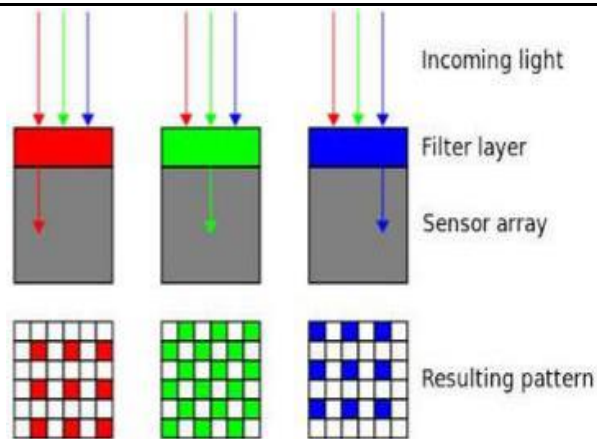 Incoming light
Filter layer
Sensor array
Resulting pattern